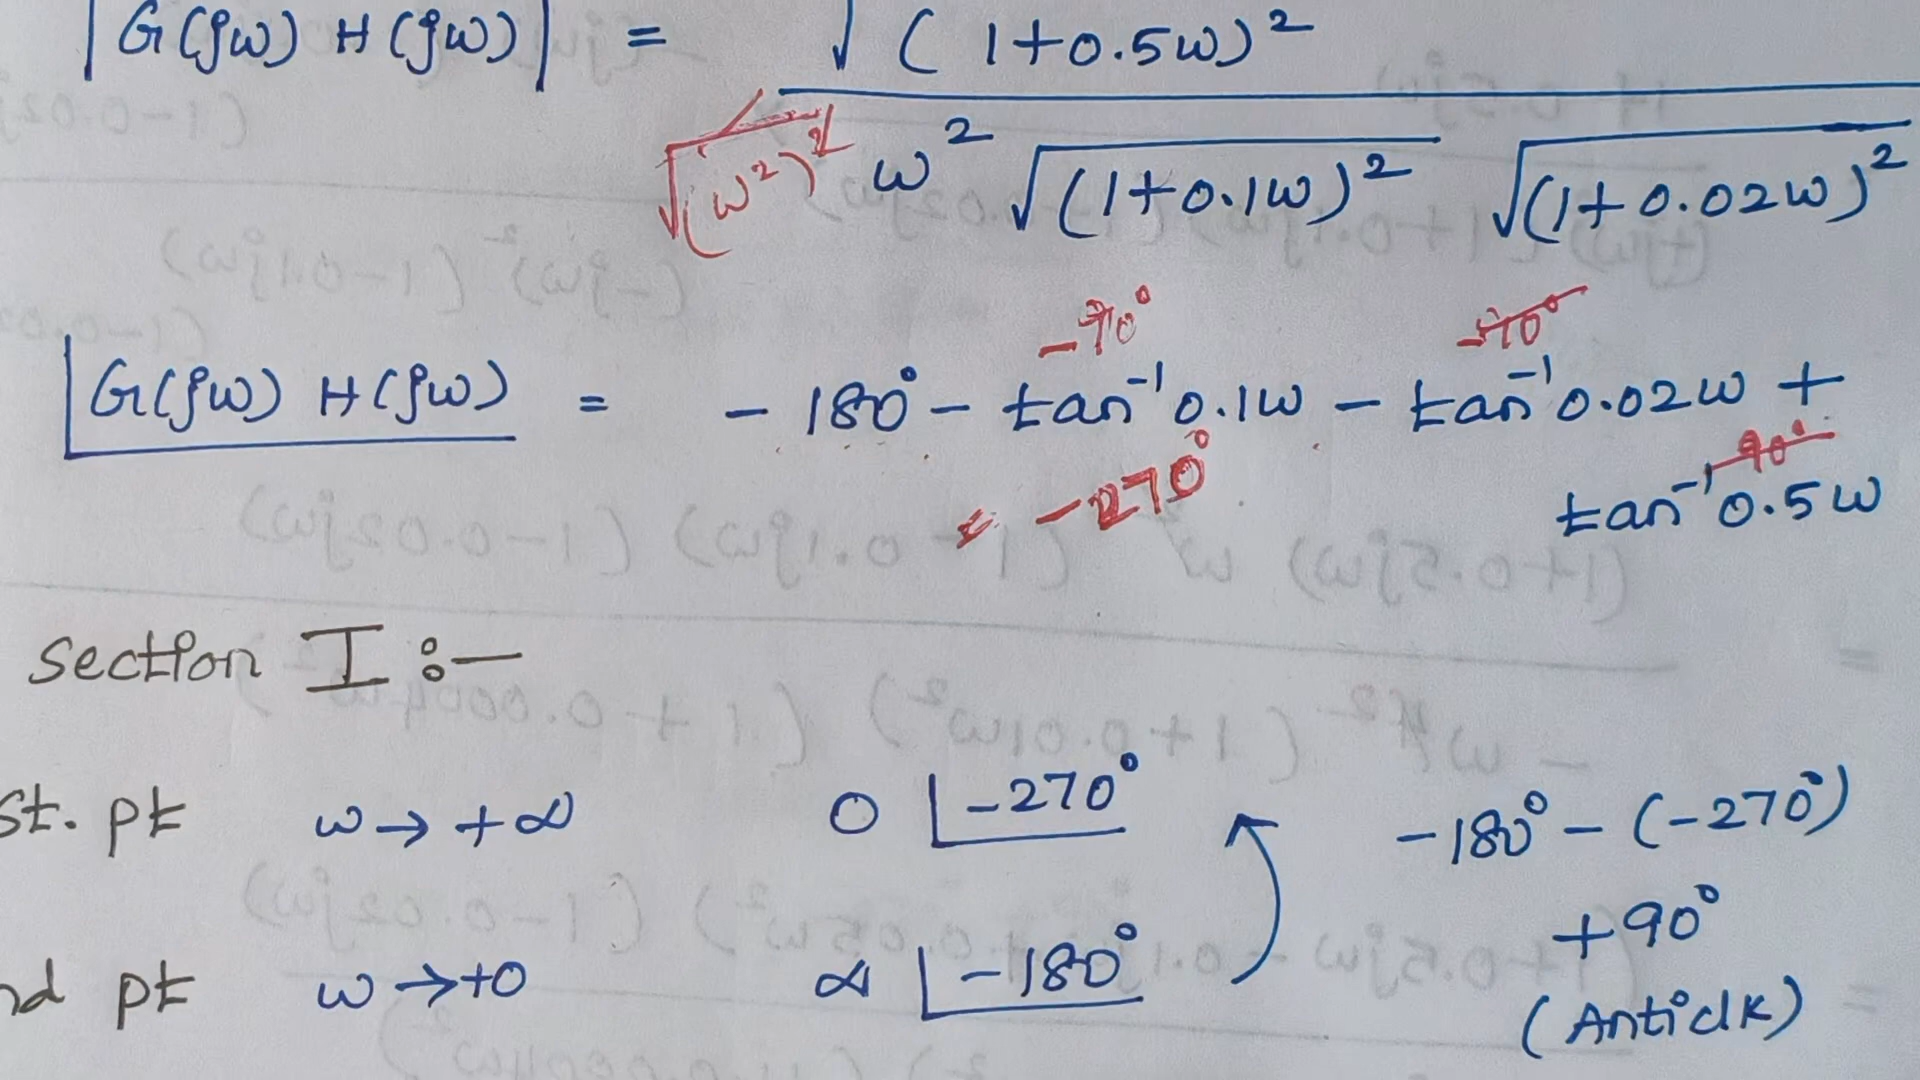 |G(jω) H(jω)| = √(1+0.5ω)²
√(ω²)² ω² √(1+0.1ω)² √(1+0.02ω)²
-90° -90°
∠G(jω) H(jω) = -180° - tan⁻¹0.1ω - tan⁻¹0.02ω +
90°
= -270° tan⁻¹0.5ω
Section I :-
St. pt ω→+∞ 0∠-270° -180°-(-270°)
+90°
nd pt ω→+0 ∞∠-180°
(Anticlk)